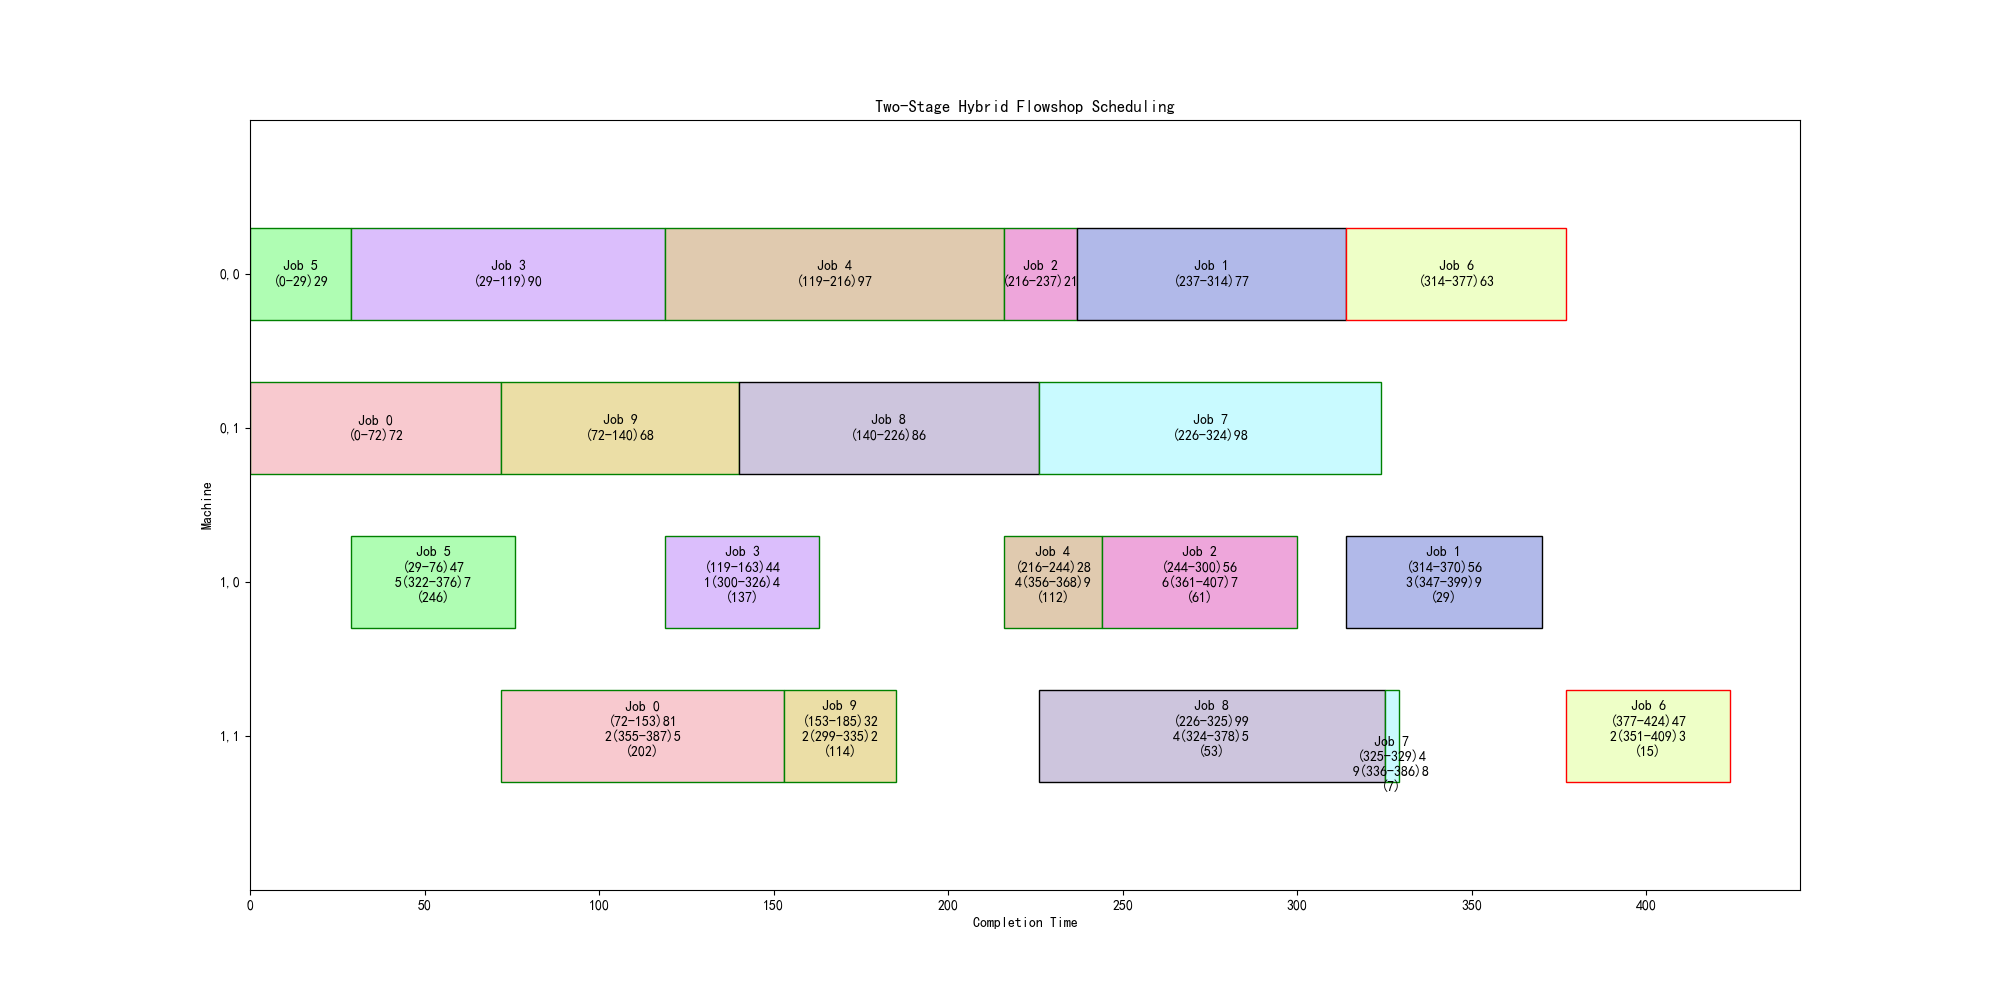 Two-Stage Hybrid Flowshop Scheduling
Machine
0,0
Job 5
(0-29)29
Job 3
(29-119)90
Job 4
(119-216)97
Job 2
(216-237)21
Job 1
(237-314)77
Job 6
(314-377)63
0,1
Job 0
(0-72)72
Job 9
(72-140)68
Job 8
(140-226)86
Job 7
(226-324)98
1,0
Job 5
(29-76)47
5(322-376)7
(246)
Job 3
(119-163)44
1(300-326)4
(137)
Job 4
(216-244)28
4(356-368)9
(112)
Job 2
(244-300)56
6(361-407)7
(61)
Job 1
(314-370)56
3(347-399)9
(29)
1,1
Job 0
(72-153)81
2(355-387)5
(202)
Job 9
(153-185)32
2(299-335)2
(114)
Job 8
(226-325)99
4(324-378)5
(53)
Job 7
(325-329)4
9(336-386)8
(7)
Job 6
(377-424)47
2(351-409)3
(15)
0 50 100 150 200 250 300 350 400
Completion Time